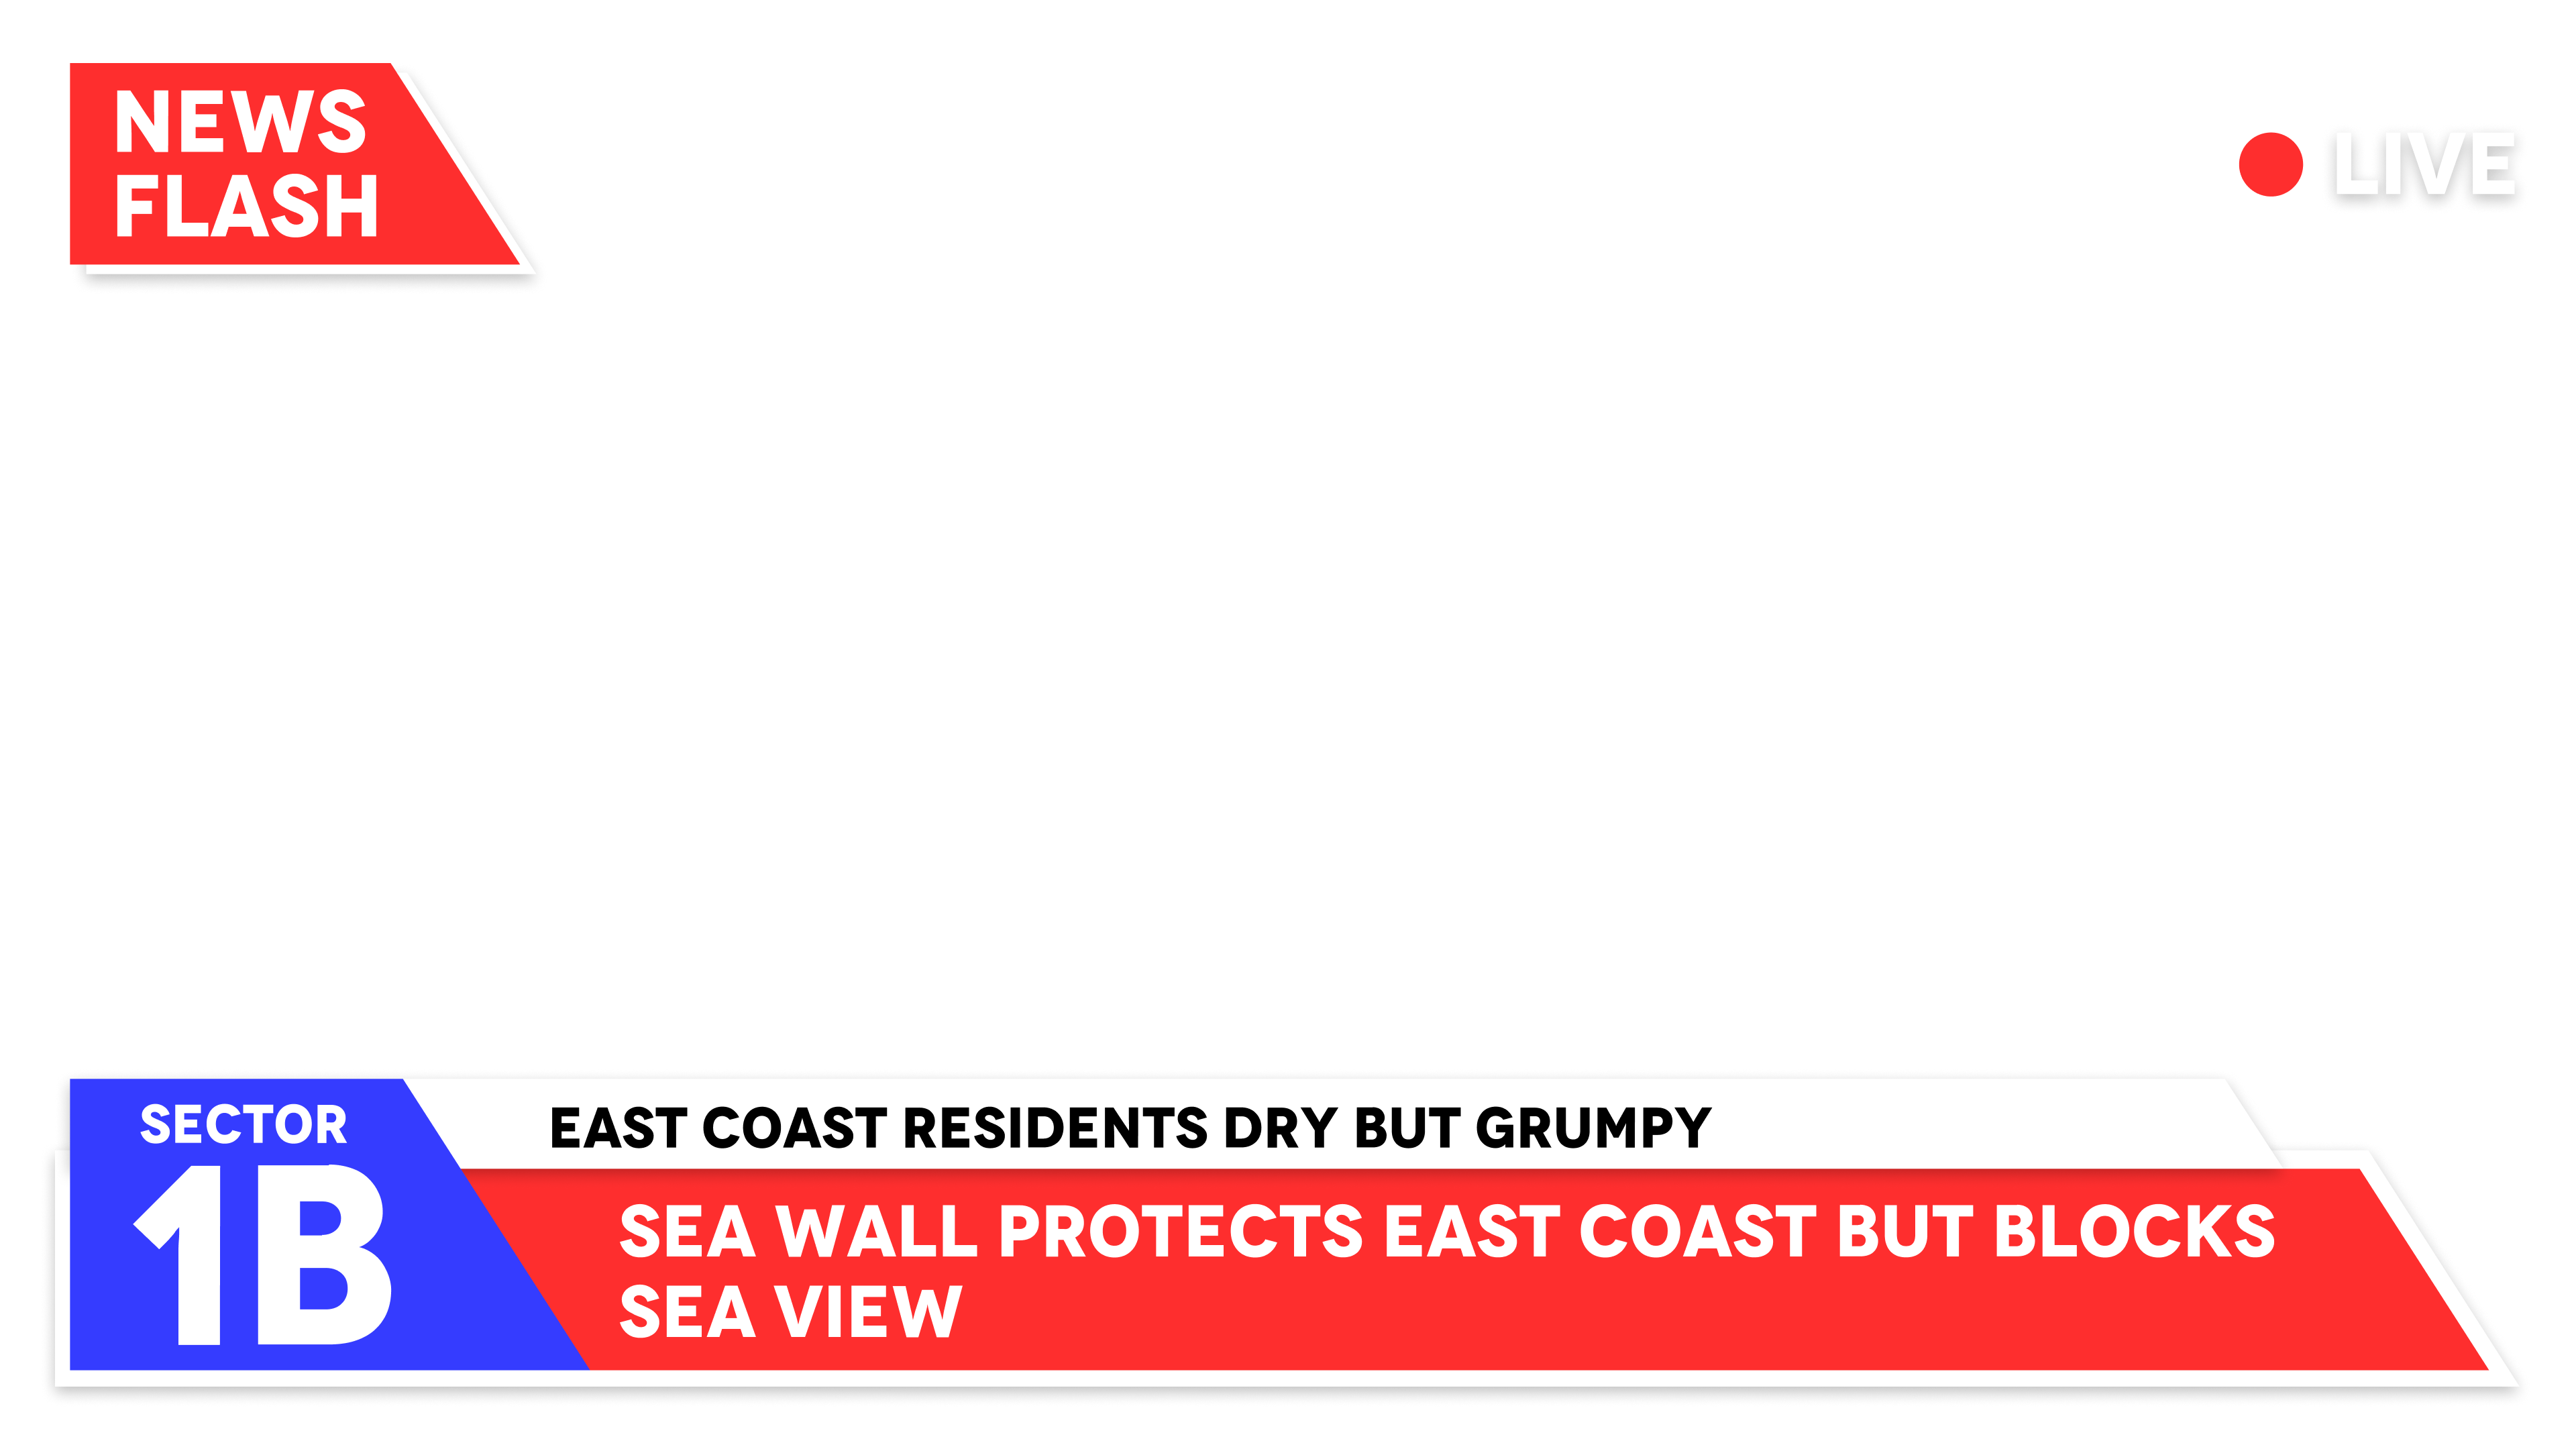 NEWS
FLASH
LIVE
SECTOR
1B
EAST COAST RESIDENTS DRY BUT GRUMPY
SEA WALL PROTECTS EAST COAST BUT BLOCKS
SEA VIEW